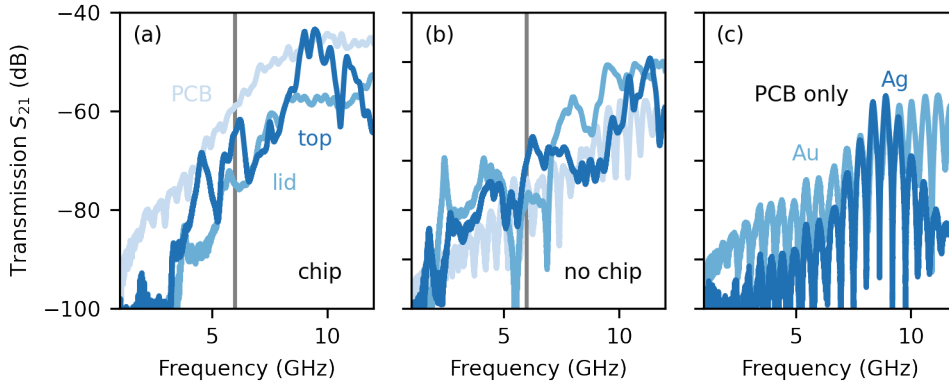 Transmission S21 (dB)
−40
−60
−80
−100
(a)
PCB
top
lid
chip
5
10
Frequency (GHz)
(b)
no chip
5
10
Frequency (GHz)
(c)
Ag
PCB only
Au
5
10
Frequency (GHz)